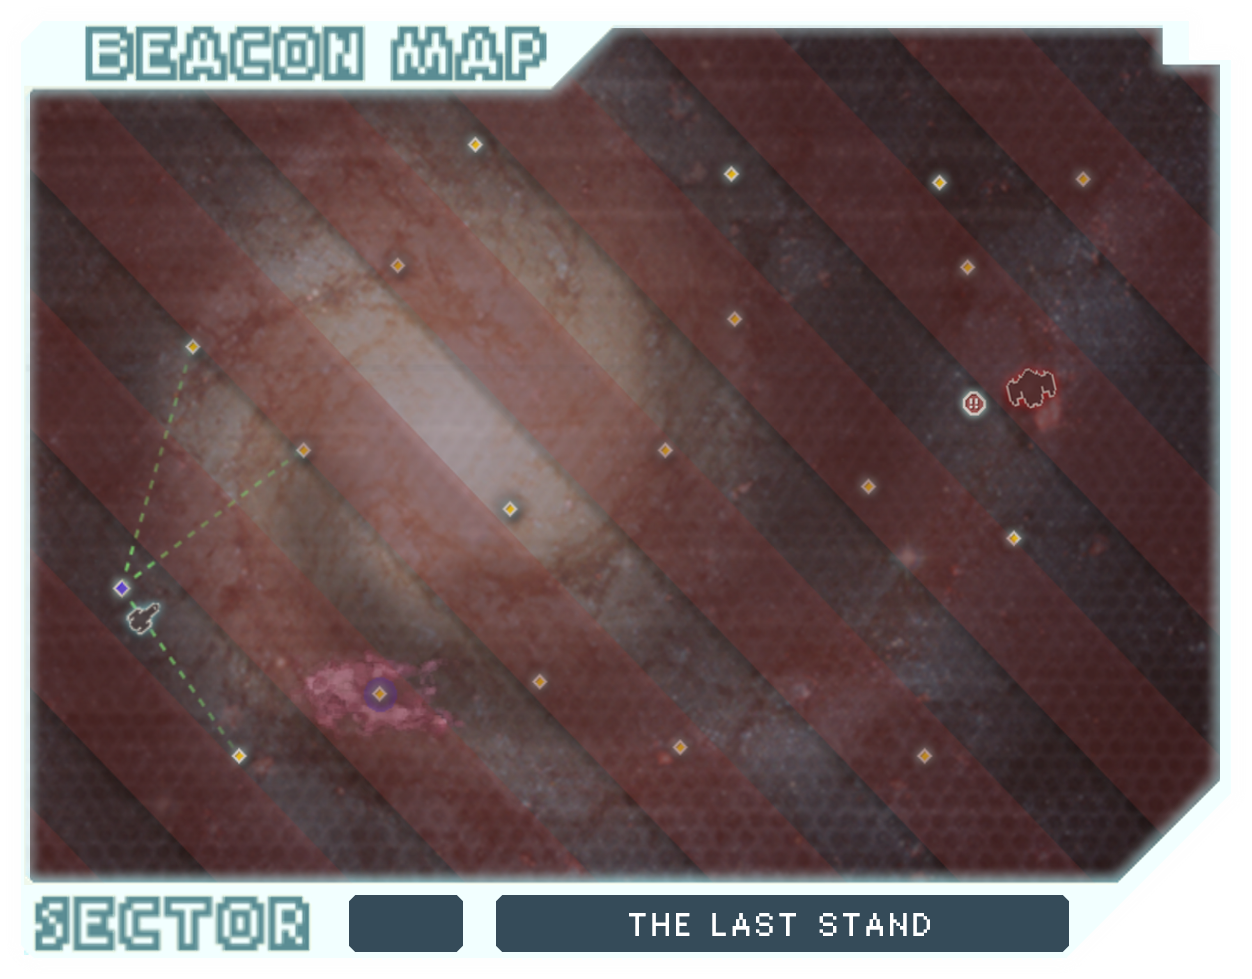 BEACON MAP
!!
SECTOR
THE LAST STAND